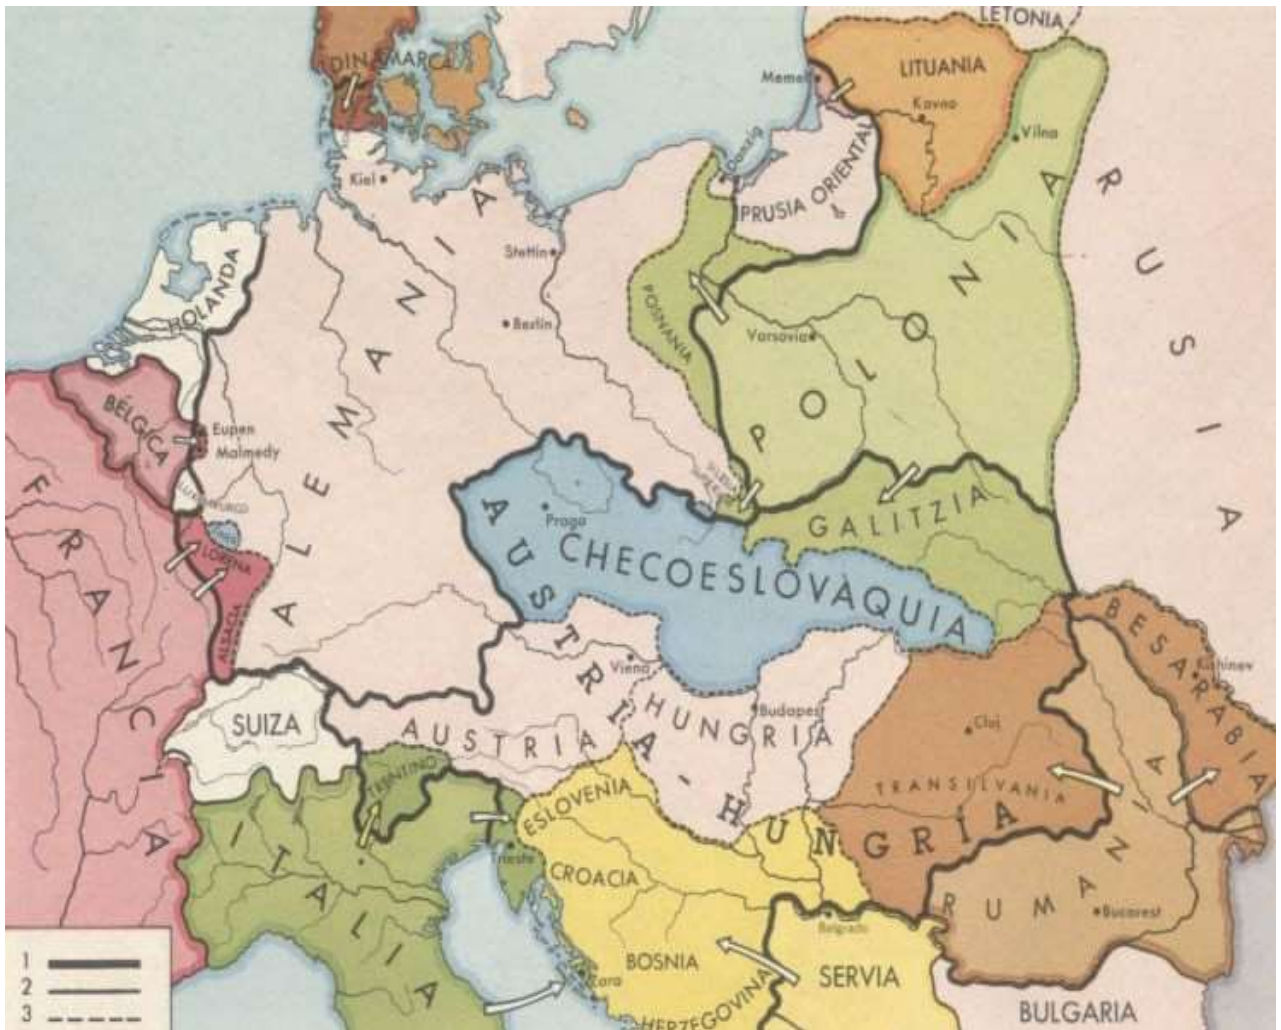 LETONIA
DINAMARCA
LITUANIA
Memel
Kovno
Vilna
Danzig
Kiel
PRUSIA ORIENTAL
RUSIA
ALEMANIA
Stettin
HOLANDA
POSNANIA
Berlin
Varsovia
POLONIA
BÉLGICA
Eupen
Malmedy
LUXEMBURGO
FRANCIA
LORENA
ALSACIA
GALITZIA
Praga
CHECOESLOVAQUIA
AUSTRIA-HUNGRIA
BESARABIA
Kishinev
Viena
SUIZA
AUSTRIA
HUNGRIA
Budapest
Cluj
TRENTINO
TRANSILVANIA
ESLOVENIA
ITALIA
Trieste
CROACIA
RUMANIA
Bucarest
Belgrado
BOSNIA
SERVIA
Zara
HERZEGOVINA
BULGARIA
1
2
3